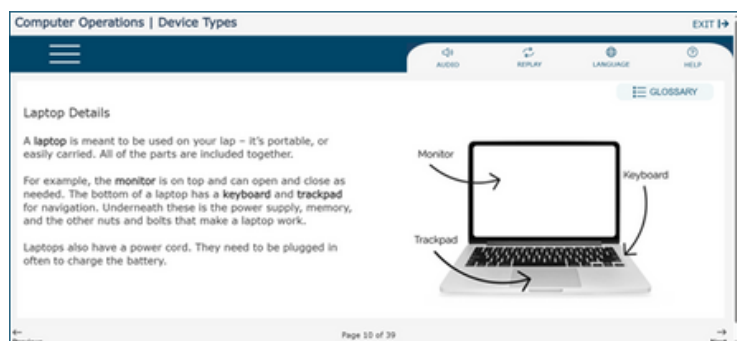 Computer Operations | Device Types
EXIT
AUDIO
REPLAY
LANGUAGE
HELP
GLOSSARY
Laptop Details
A laptop is meant to be used on your lap – it's portable, or
easily carried. All of the parts are included together.
For example, the monitor is on top and can open and close as
needed. The bottom of a laptop has a keyboard and trackpad
for navigation. Underneath these is the power supply, memory,
and the other nuts and bolts that make a laptop work.
Laptops also have a power cord. They need to be plugged in
often to charge the battery.
Monitor
Keyboard
Trackpad
Page 10 of 39